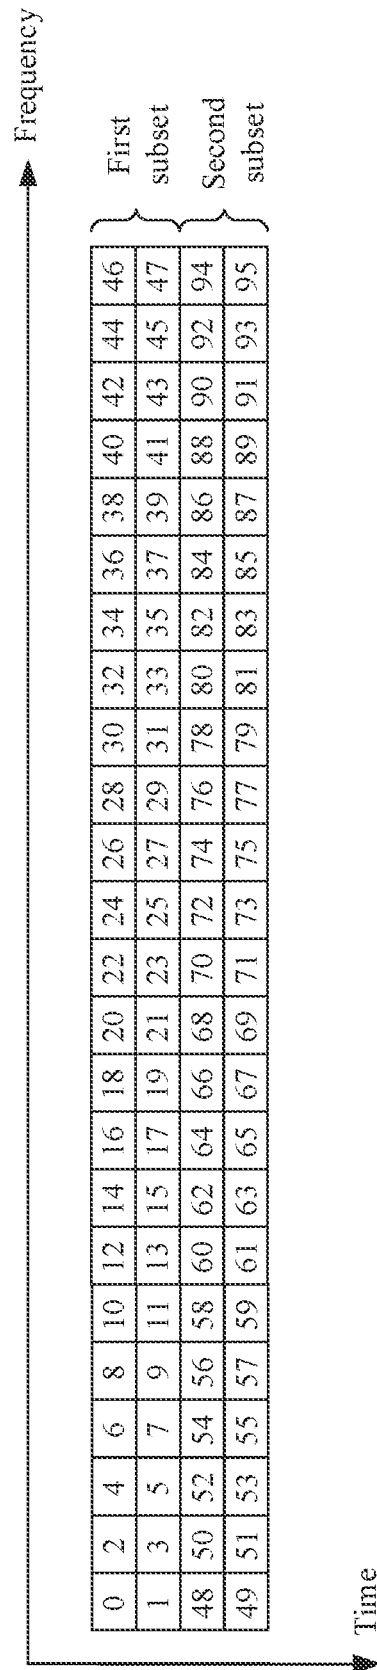 Frequency
0 2 4 6 8 10 12 14 16 18 20 22 24 26 28 30 32 34 36 38 40 42 44 46
1 3 5 7 9 11 13 15 17 19 21 23 25 27 29 31 33 35 37 39 41 43 45 47
First
subset
48 50 52 54 56 58 60 62 64 66 68 70 72 74 76 78 80 82 84 86 88 90 92 94
49 51 53 55 57 59 61 63 65 67 69 71 73 75 77 79 81 83 85 87 89 91 93 95
Second
subset
Time